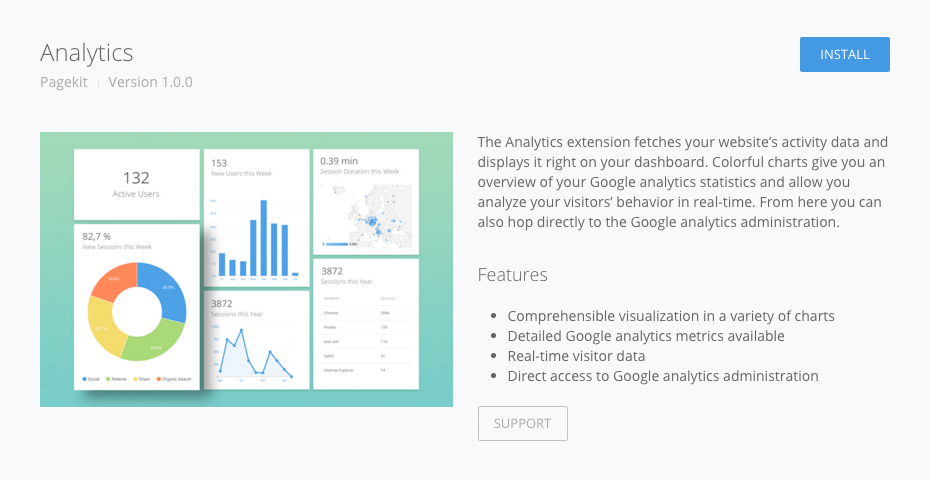 Analytics
Pagekit | Version 1.0.0
INSTALL
132
Active Users
153
New Users this Week
0.39 min
Session Duration this Week
82,7 %
New Sessions this Week
Social Referral Direct Organic Search
3872
Sessions this Year
3872
Sessions this Year
Chrome
Firefox
Safari
Internet Explorer
The Analytics extension fetches your website’s activity data and
displays it right on your dashboard. Colorful charts give you an
overview of your Google analytics statistics and allow you
analyze your visitors’ behavior in real-time. From here you can
also hop directly to the Google analytics administration.
Features
Comprehensible visualization in a variety of charts
Detailed Google analytics metrics available
Real-time visitor data
Direct access to Google analytics administration
SUPPORT